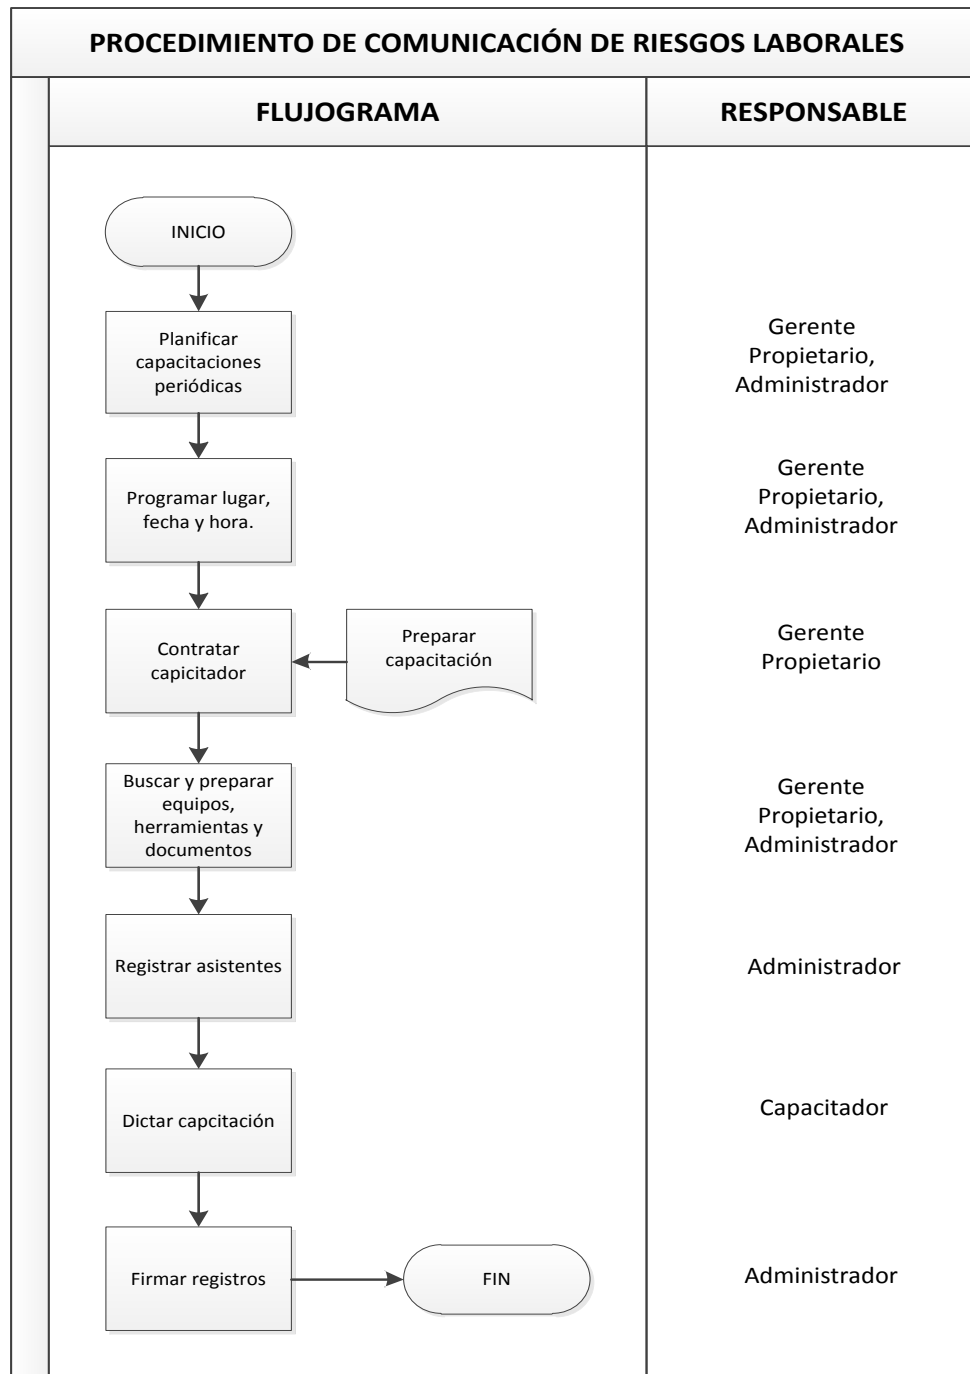 PROCEDIMIENTO DE COMUNICACIÓN DE RIESGOS LABORALES
FLUJOGRAMA
RESPONSABLE
INICIO
Planificar
capacitaciones
periódicas
Gerente
Propietario,
Administrador
Programar lugar,
fecha y hora.
Gerente
Propietario,
Administrador
Contratar
capicitador
Preparar
capacitación
Gerente
Propietario
Buscar y preparar
equipos,
herramientas y
documentos
Gerente
Propietario,
Administrador
Registrar asistentes
Administrador
Dictar capcitación
Capacitador
Firmar registros
FIN
Administrador